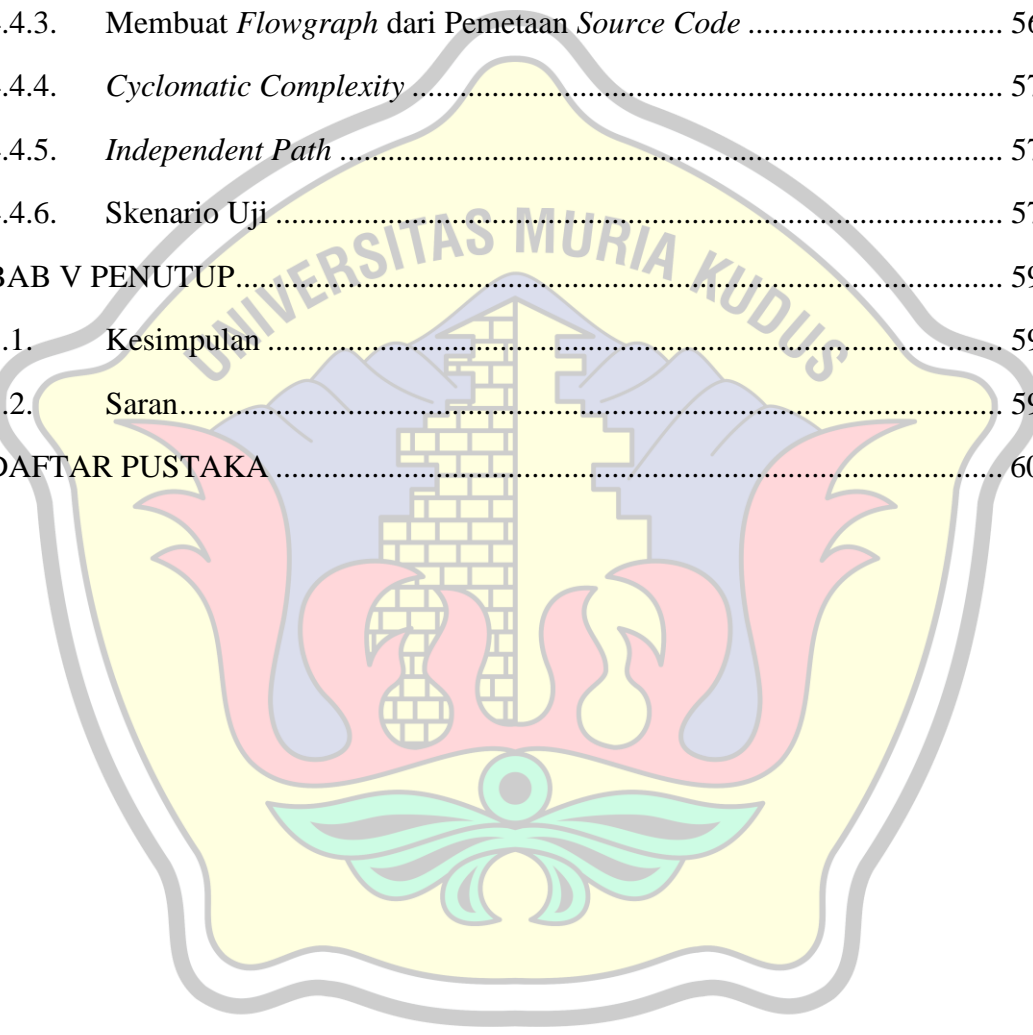 .4.3. Membuat Flowgraph dari Pemetaan Source Code ............................... 56
.4.4. Cyclomatic Complexity ......................................................................... 57
.4.5. Independent Path .................................................................................. 57
.4.6. Skenario Uji .......................................................................................... 57
UNIVERSITAS MURIA KUDUS
BAB V PENUTUP............................................................................................... 59
.1. Kesimpulan ........................................................................................... 59
.2. Saran...................................................................................................... 59
DAFTAR PUSTAKA .......................................................................................... 60